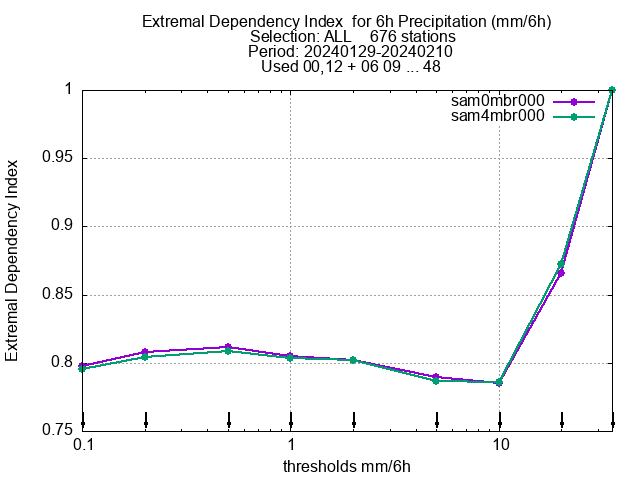 Extremal Dependency Index  for 6h Precipitation (mm/6h)
Selection: ALL    676 stations
Period: 20240129-20240210
Used 00,12 + 06 09 ... 48
sam0mbr000
sam4mbr000
1
0.95
0.9
0.85
0.8
0.75
Extremal Dependency Index
0.1 1 10
thresholds mm/6h